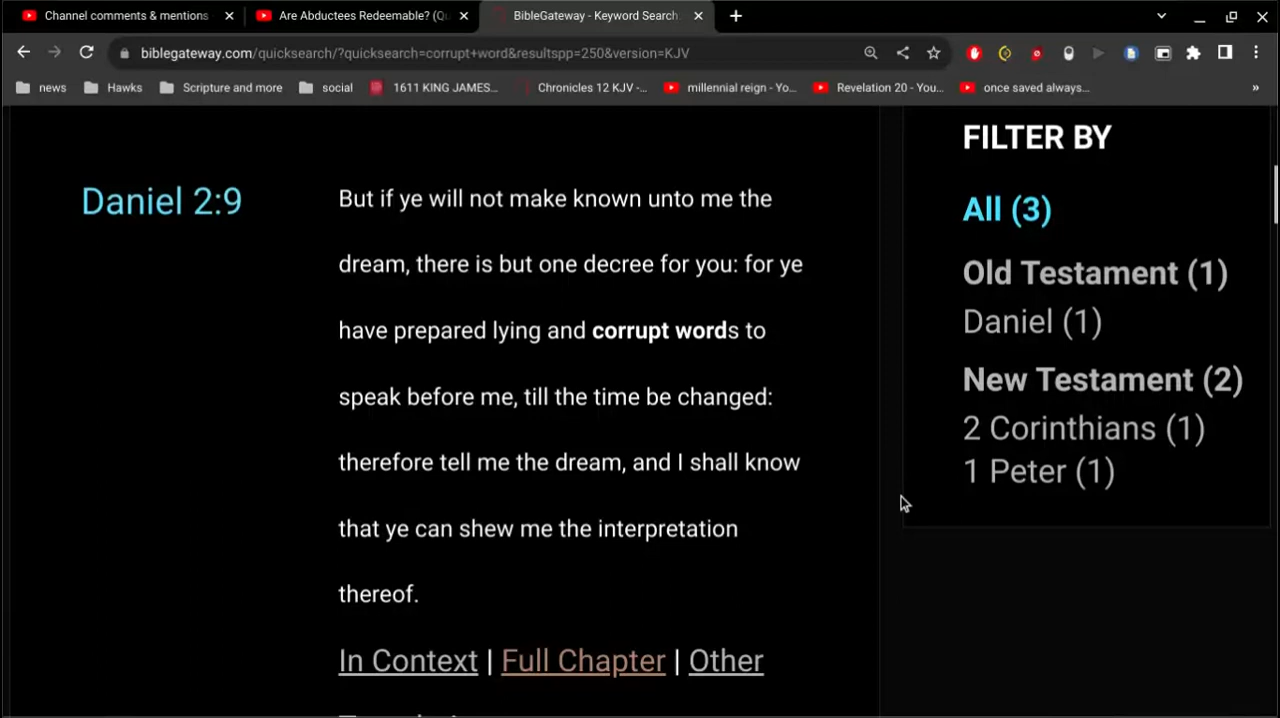 Channel comments & mentions
Are Abductees Redeemable? (Qu
BibleGateway - Keyword Search:
biblegateway.com/quicksearch/?quicksearch=corrupt+word&resultspp=250&version=KJV
news
Hawks
Scripture and more
social
1611 KING JAMES...
Chronicles 12 KJV -...
millennial reign - Yo...
Revelation 20 - You...
once saved always...
»
Daniel 2:9
But if ye will not make known unto me the
dream, there is but one decree for you: for ye
have prepared lying and corrupt words to
speak before me, till the time be changed:
therefore tell me the dream, and I shall know
that ye can shew me the interpretation
thereof.
In Context | Full Chapter | Other
FILTER BY
All (3)
Old Testament (1)
Daniel (1)
New Testament (2)
2 Corinthians (1)
1 Peter (1)